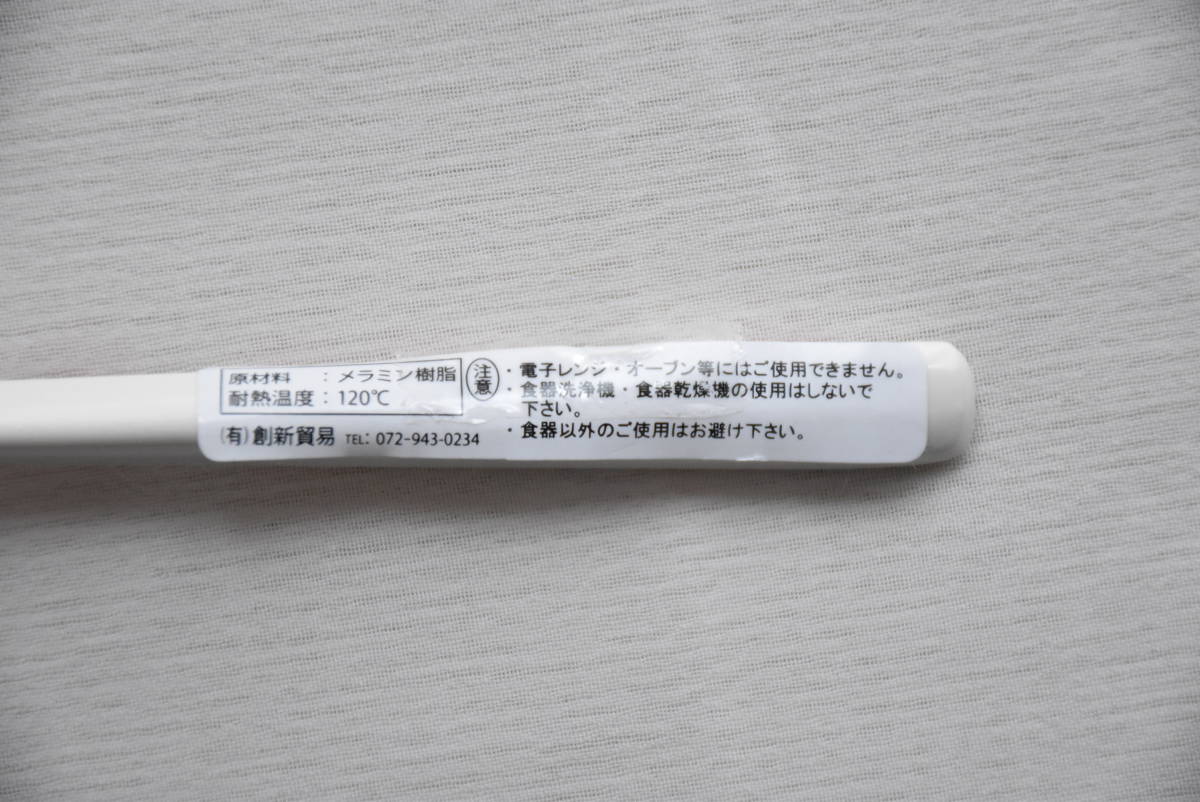 原材料 : メラミン樹脂
耐熱温度 : 120℃
(有)創新貿易 TEL: 072-943-0234
注意
・電子レンジ・オーブン等にはご使用できません。
・食器洗浄機・食器乾燥機の使用はしないで
下さい。
・食器以外のご使用はお避け下さい。